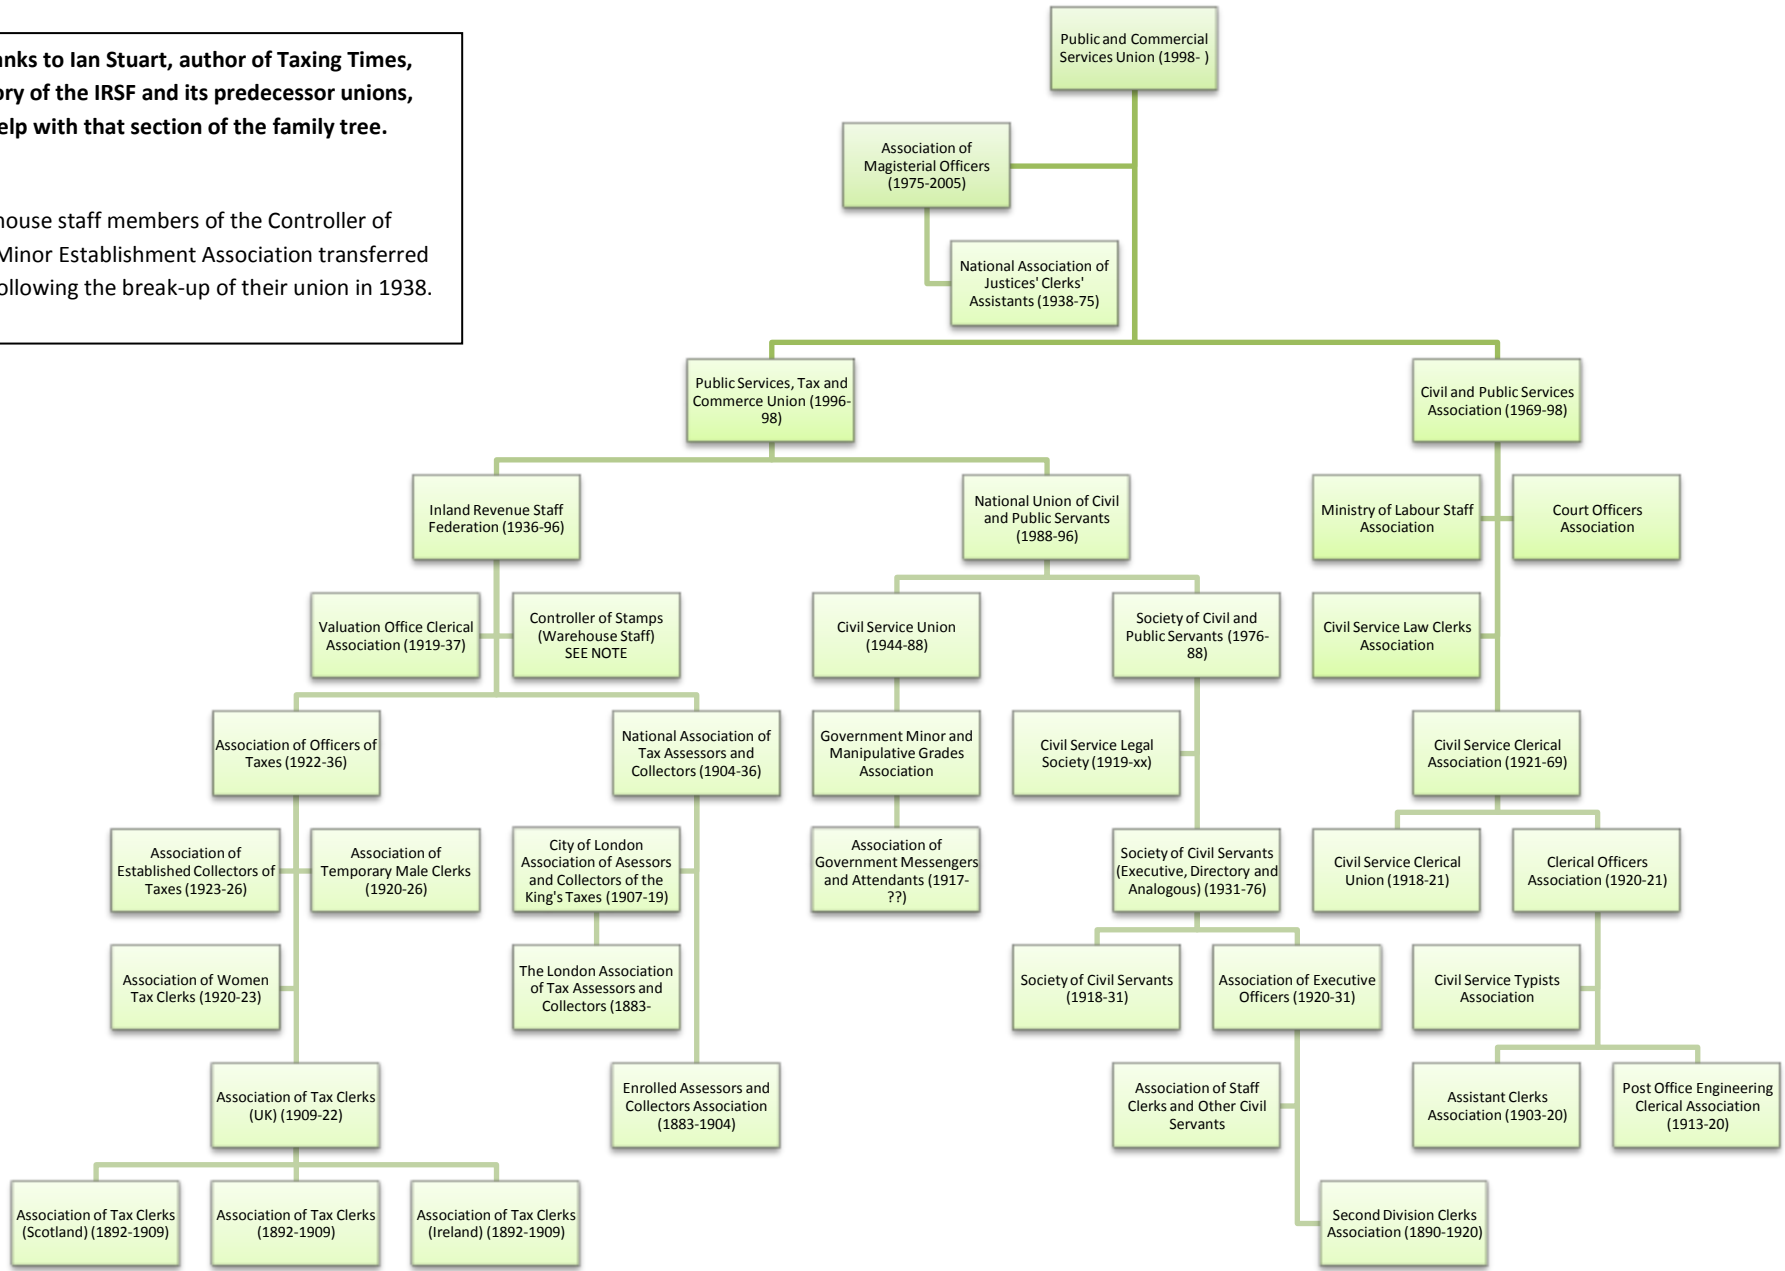 anks to Ian Stuart, author of Taxing Times,
ory of the IRSF and its predecessor unions,
elp with that section of the family tree.
house staff members of the Controller of
Minor Establishment Association transferred
ollowing the break-up of their union in 1938.
Public and Commercial
Services Union (1998- )
Association of
Magisterial Officers
(1975-2005)
National Association of
Justices' Clerks'
Assistants (1938-75)
Public Services, Tax and
Commerce Union (1996-
98)
Civil and Public Services
Association (1969-98)
Inland Revenue Staff
Federation (1936-96)
National Union of Civil
and Public Servants
(1988-96)
Ministry of Labour Staff
Association
Court Officers
Association
Valuation Office Clerical
Association (1919-37)
Controller of Stamps
(Warehouse Staff)
SEE NOTE
Civil Service Union
(1944-88)
Society of Civil and
Public Servants (1976-
88)
Civil Service Law Clerks
Association
Association of Officers of
Taxes (1922-36)
National Association of
Tax Assessors and
Collectors (1904-36)
Government Minor and
Manipulative Grades
Association
Civil Service Legal
Society (1919-xx)
Civil Service Clerical
Association (1921-69)
Association of
Established Collectors of
Taxes (1923-26)
Association of
Temporary Male Clerks
(1920-26)
City of London
Association of Asessors
and Collectors of the
King's Taxes (1907-19)
Association of
Government Messengers
and Attendants (1917-
??)
Society of Civil Servants
(Executive, Directory and
Analogous) (1931-76)
Civil Service Clerical
Union (1918-21)
Clerical Officers
Association (1920-21)
Association of Women
Tax Clerks (1920-23)
The London Association
of Tax Assessors and
Collectors (1883-
Society of Civil Servants
(1918-31)
Association of Executive
Officers (1920-31)
Civil Service Typists
Association
Association of Tax Clerks
(UK) (1909-22)
Enrolled Assessors and
Collectors Association
(1883-1904)
Association of Staff
Clerks and Other Civil
Servants
Assistant Clerks
Association (1903-20)
Post Office Engineering
Clerical Association
(1913-20)
Association of Tax Clerks
(Scotland) (1892-1909)
Association of Tax Clerks
(1892-1909)
Association of Tax Clerks
(Ireland) (1892-1909)
Second Division Clerks
Association (1890-1920)